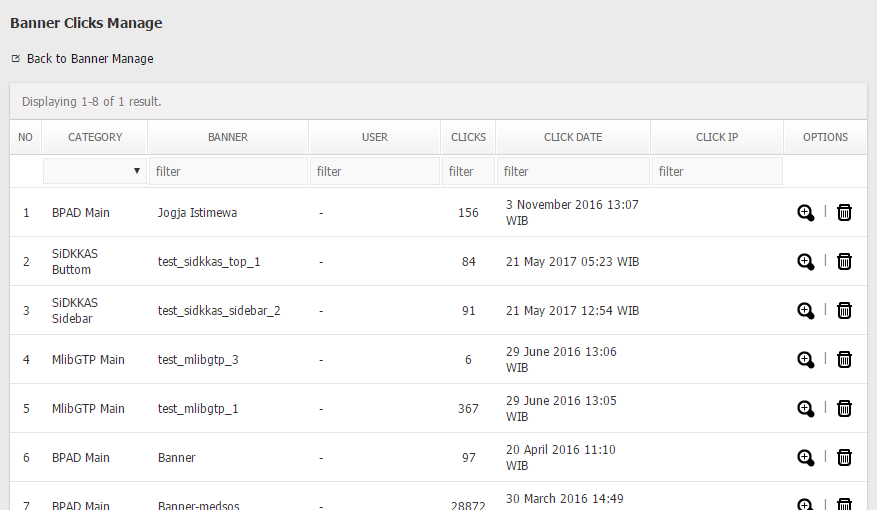 Banner Clicks Manage
Back to Banner Manage
Displaying 1-8 of 1 result.
NO CATEGORY BANNER USER CLICKS CLICK DATE CLICK IP OPTIONS
filter filter filter filter filter
1 BPAD Main Jogja Istimewa - 156 3 November 2016 13:07
WIB |
2 SiDKKAS
Buttom test_sidkkas_top_1 - 84 21 May 2017 05:23 WIB |
3 SiDKKAS
Sidebar test_sidkkas_sidebar_2 - 91 21 May 2017 12:54 WIB |
4 MlibGTP Main test_mlibgtp_3 - 6 29 June 2016 13:06
WIB |
5 MlibGTP Main test_mlibgtp_1 - 367 29 June 2016 13:05
WIB |
6 BPAD Main Banner - 97 20 April 2016 11:10
WIB |
7 BPAD Main Banner-medsos - 28872 30 March 2016 14:49 |